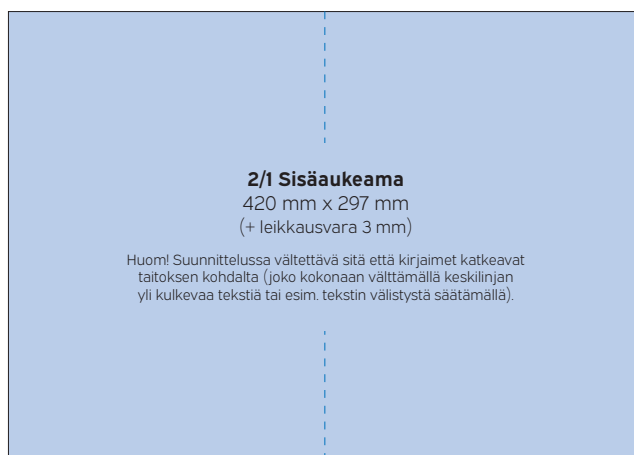 2/1 Sisäaukeama
420 mm x 297 mm
(+ leikkausvara 3 mm)
Huom! Suunnittelussa vältettävä sitä että kirjaimet katkeavat
taitoksen kohdalta (joko kokonaan välttämällä keskilinjan
yli kulkevaa tekstiä tai esim. tekstin välistystä säätämällä).